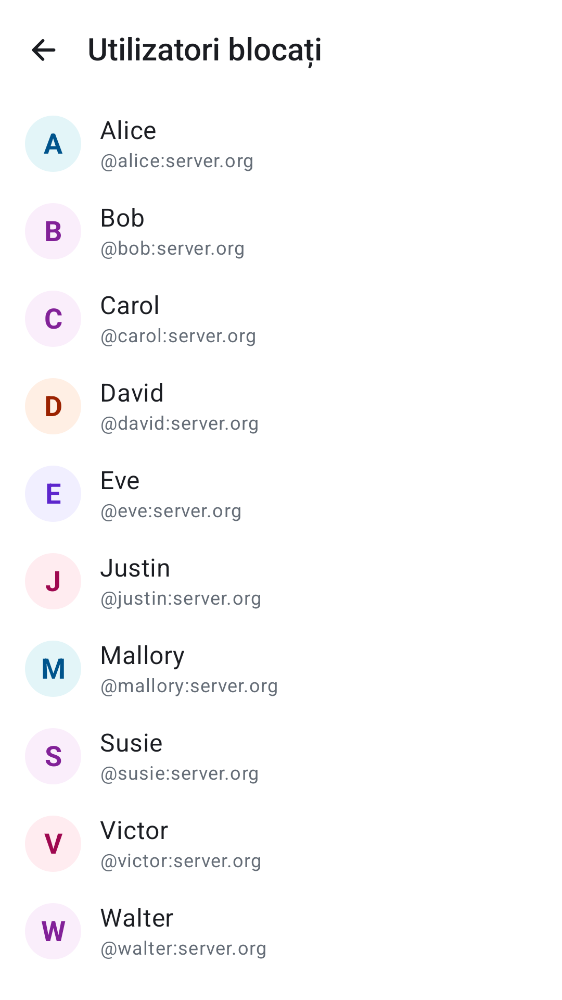 Utilizatori blocați
A
Alice
@alice:server.org
B
Bob
@bob:server.org
C
Carol
@carol:server.org
D
David
@david:server.org
E
Eve
@eve:server.org
J
Justin
@justin:server.org
M
Mallory
@mallory:server.org
S
Susie
@susie:server.org
V
Victor
@victor:server.org
W
Walter
@walter:server.org